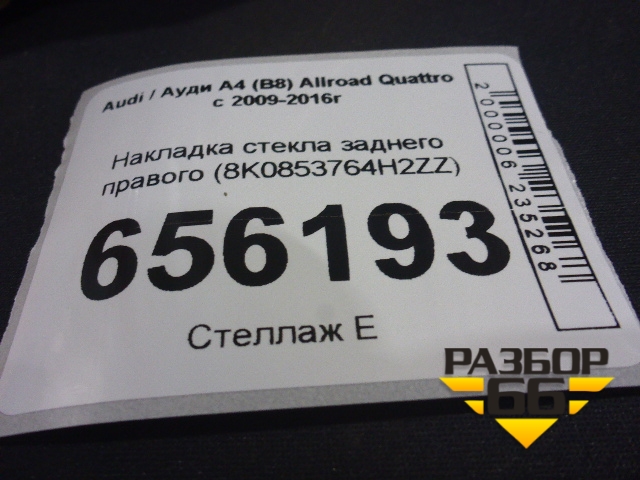 Audi / Ауди A4 (B8) Allroad Quattro
с 2009-2016г
Накладка стекла заднего
правого (8K0853764H2ZZ)
656193
Стеллаж Е
2000006235268
РАЗБОР
66